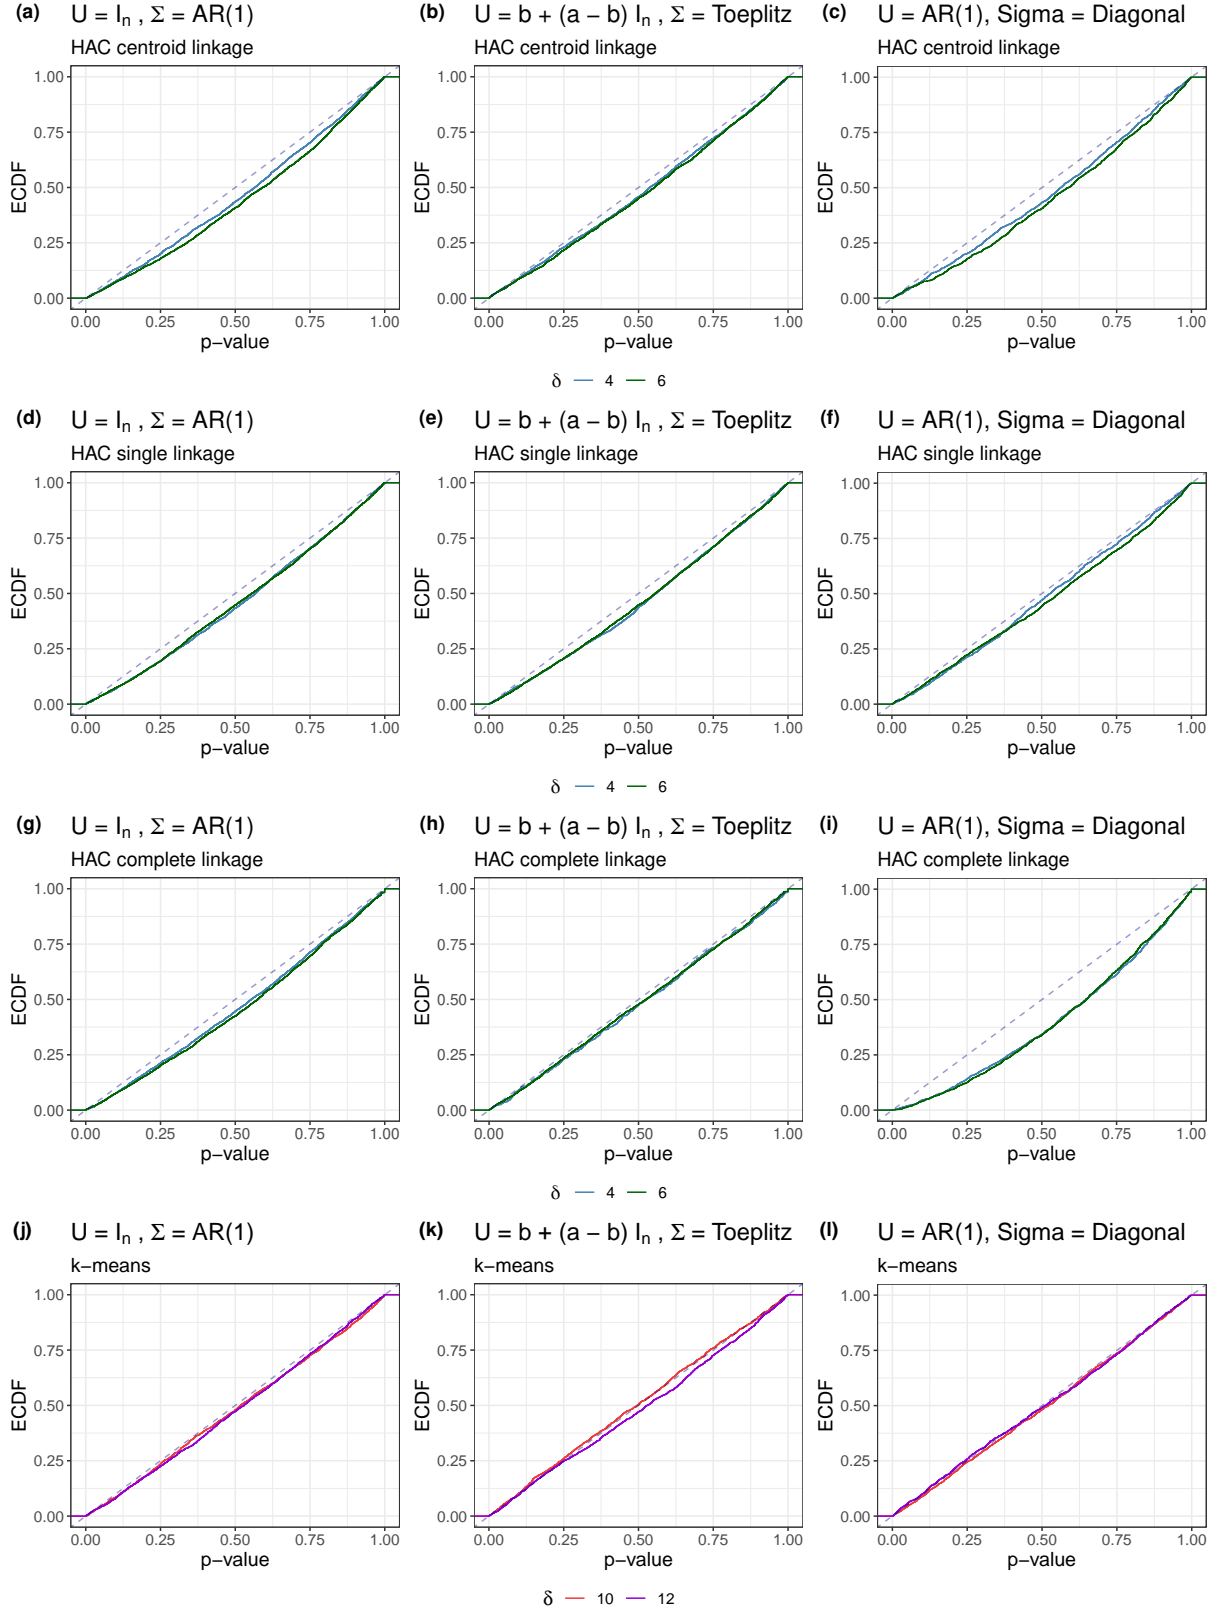 (a) U = Iₙ , Σ = AR(1)
HAC centroid linkage
(b) U = b + (a − b) Iₙ , Σ = Toeplitz
HAC centroid linkage
(c) U = AR(1), Sigma = Diagonal
HAC centroid linkage
1.00
0.75
0.50
0.25
0.00
ECDF
0.00 0.25 0.50 0.75 1.00
p−value
1.00
0.75
0.50
0.25
0.00
ECDF
0.00 0.25 0.50 0.75 1.00
p−value
1.00
0.75
0.50
0.25
0.00
ECDF
0.00 0.25 0.50 0.75 1.00
p−value
δ 4 6
(d) U = Iₙ , Σ = AR(1)
HAC single linkage
(e) U = b + (a − b) Iₙ , Σ = Toeplitz
HAC single linkage
(f) U = AR(1), Sigma = Diagonal
HAC single linkage
1.00
0.75
0.50
0.25
0.00
ECDF
0.00 0.25 0.50 0.75 1.00
p−value
1.00
0.75
0.50
0.25
0.00
ECDF
0.00 0.25 0.50 0.75 1.00
p−value
1.00
0.75
0.50
0.25
0.00
ECDF
0.00 0.25 0.50 0.75 1.00
p−value
δ 4 6
(g) U = Iₙ , Σ = AR(1)
HAC complete linkage
(h) U = b + (a − b) Iₙ , Σ = Toeplitz
HAC complete linkage
(i) U = AR(1), Sigma = Diagonal
HAC complete linkage
1.00
0.75
0.50
0.25
0.00
ECDF
0.00 0.25 0.50 0.75 1.00
p−value
1.00
0.75
0.50
0.25
0.00
ECDF
0.00 0.25 0.50 0.75 1.00
p−value
1.00
0.75
0.50
0.25
0.00
ECDF
0.00 0.25 0.50 0.75 1.00
p−value
δ 4 6
(j) U = Iₙ , Σ = AR(1)
k−means
(k) U = b + (a − b) Iₙ , Σ = Toeplitz
k−means
(l) U = AR(1), Sigma = Diagonal
k−means
1.00
0.75
0.50
0.25
0.00
ECDF
0.00 0.25 0.50 0.75 1.00
p−value
1.00
0.75
0.50
0.25
0.00
ECDF
0.00 0.25 0.50 0.75 1.00
p−value
1.00
0.75
0.50
0.25
0.00
ECDF
0.00 0.25 0.50 0.75 1.00
p−value
δ 10 12